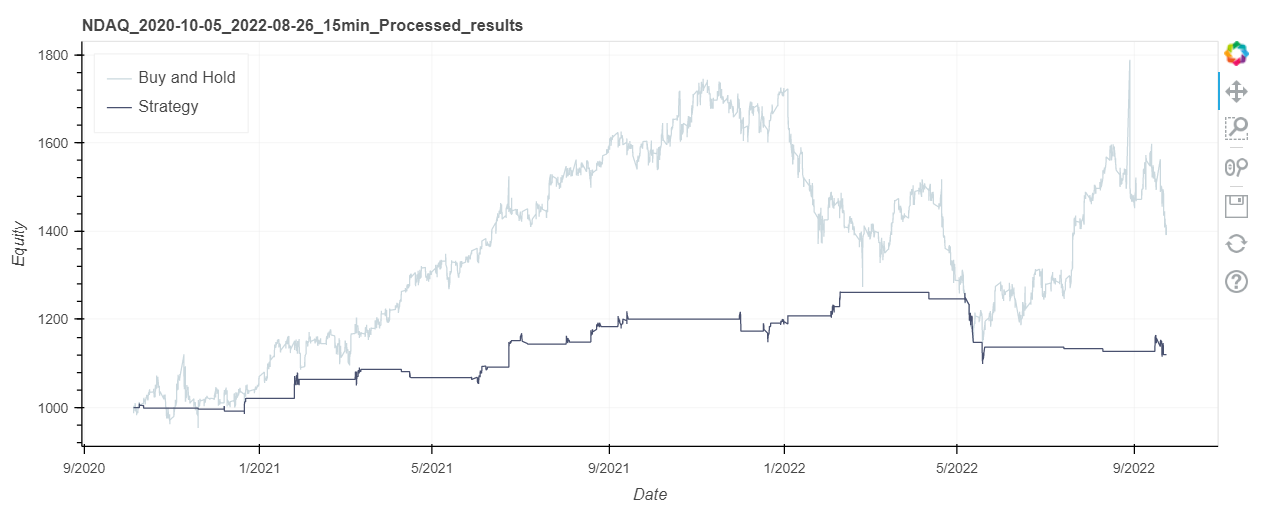 NDAQ_2020-10-05_2022-08-26_15min_Processed_results
1800
1600
1400
1200
1000
Equity
Buy and Hold
Strategy
9/2020 1/2021 5/2021 9/2021 1/2022 5/2022 9/2022
Date